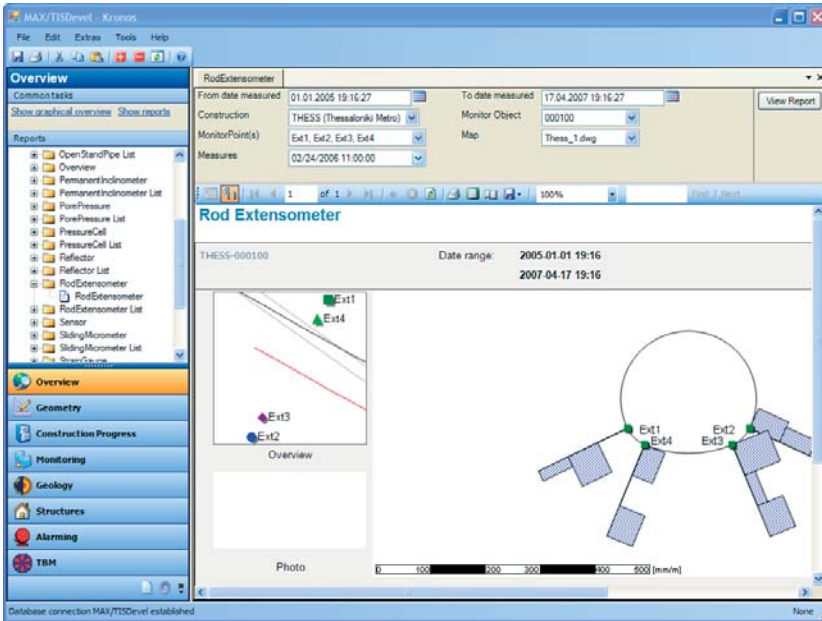 MAX/TISDevel - Kronos
File Edit Extras Tools Help
Overview
Common tasks
Show graphical overview Show reports
Reports
OpenStandPipe List
Overview
PermanentInclinometer
PermanentInclinometer List
PorePressure
PorePressure List
PressureCell
PressureCell List
Reflector
Reflector List
RodExtensometer
RodExtensometer
RodExtensometer List
Sensor
SlidingMicrometer
SlidingMicrometer List
StrainGauge
Overview
Geometry
Construction Progress
Monitoring
Geology
Structures
Alarming
TBM
RodExtensometer
From date measured 01.01.2005 19:16:27 To date measured 17.04.2007 19:16:27 View Report
Construction THESS (Thessaloniki Metro) Monitor Object 000100
MonitorPoint(s) Ext1, Ext2, Ext3, Ext4 Map Thess_1.dwg
Measures 02/24/2006 11:00:00
1 of 1 100% Find | Next
Rod Extensometer
THESS-000100 Date range: 2005-01-01 19:16
2007-04-17 19:16
Ext1
Ext4
Ext3
Ext2
Overview
Photo
Ext1 Ext2
Ext4 Ext3
0 100 200 300 400 500 [mm/m]
Database connection MAX/TISDevel established None